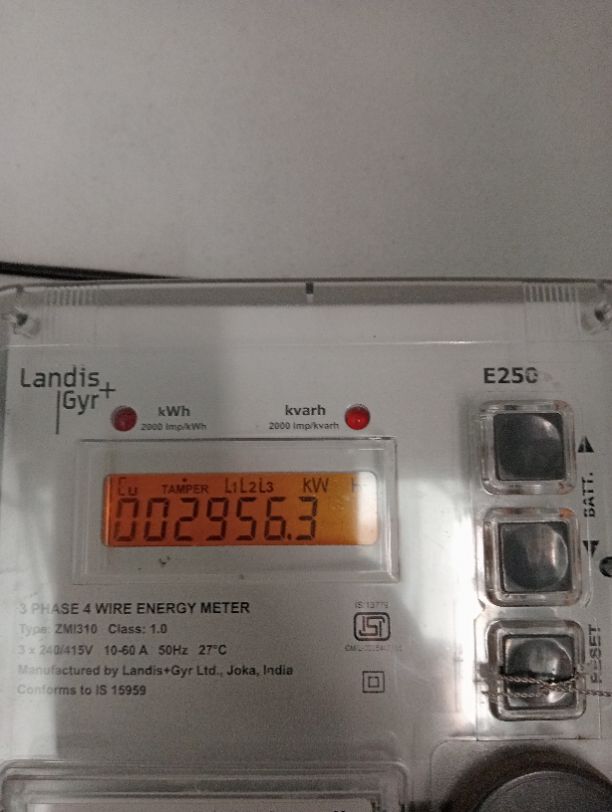 Landis
Gyr+
E250
kWh
2000 Imp/kWh
kvarh
2000 Imp/kvarh
Cu TAMPER L1L2L3 kW
002956.3
BATT.
RESET
3 PHASE 4 WIRE ENERGY METER
Type: ZMI310 Class: 1.0
3 x 240/415V 10-60 A 50Hz 27°C
Manufactured by Landis+Gyr Ltd., Joka, India
Conforms to IS 15959
IS 13779
ISI